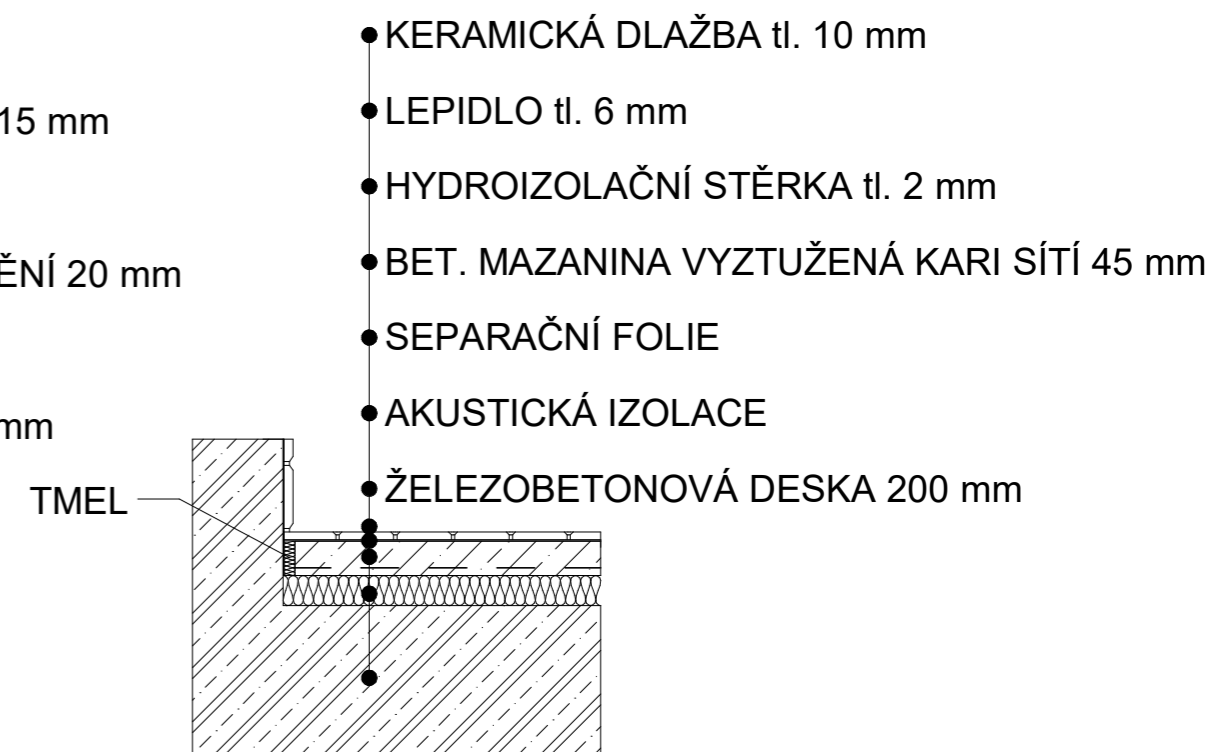 KERAMICKÁ DLAŽBA tl. 10 mm
15 mm
LEPIDLO tl. 6 mm
HYDROIZOLAČNÍ STĚRKA tl. 2 mm
ĚNÍ 20 mm
BET. MAZANINA VYZTUŽENÁ KARI SÍTÍ 45 mm
SEPARAČNÍ FOLIE
AKUSTICKÁ IZOLACE
mm
TMEL
ŽELEZOBETONOVÁ DESKA 200 mm